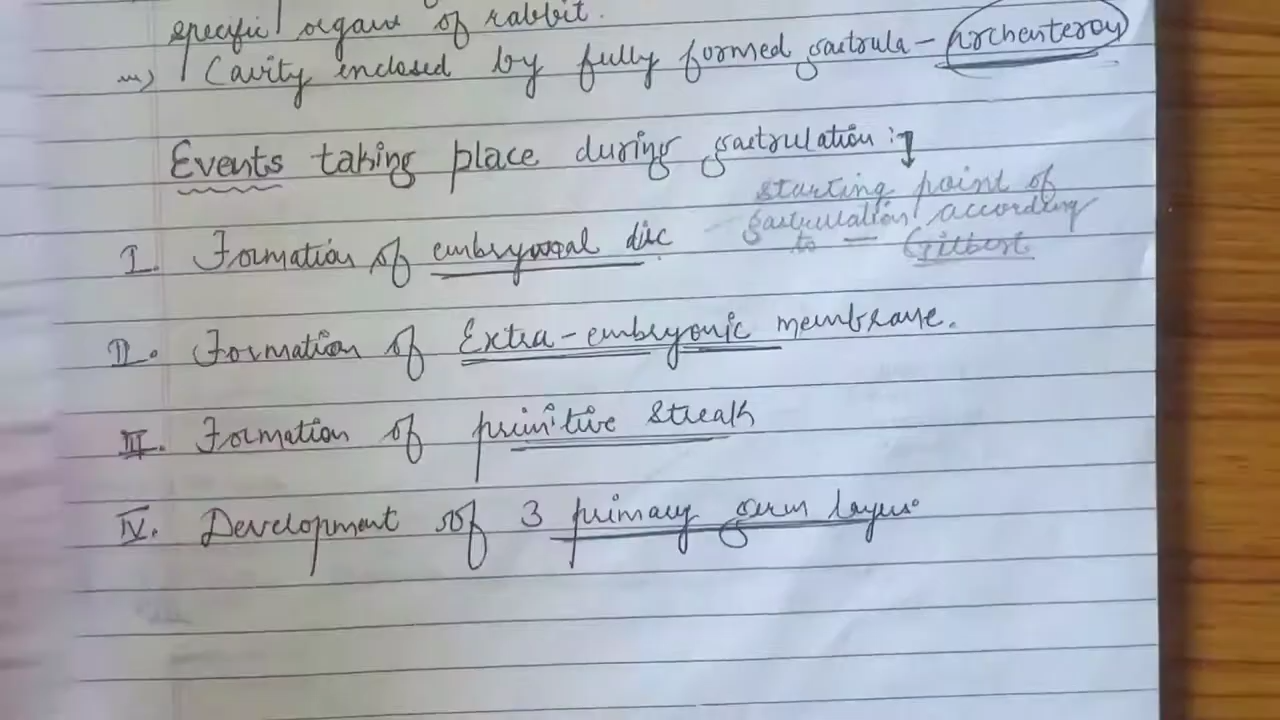 specific organs of rabbit.
⇝ Cavity enclosed by fully formed gastrula - Archenteron
Events taking place during gastrulation :↴
I. Formation of embryonal disc - starting point of
gastrulation according
to - Gilbert
II. Formation of Extra-embryonic membrane.
III. Formation of primitive streak
IV. Development of 3 primary germ layers